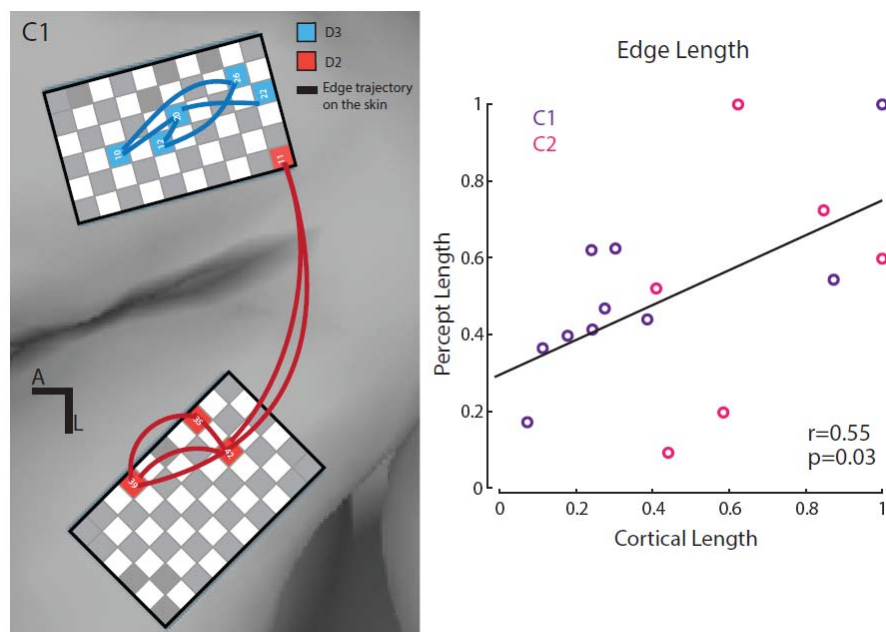 C1
D3
D2
Edge trajectory
on the skin
26
22
20
10
12
11
A
L
35
42
39
Edge Length
C1
C2
Percept Length
1
0.8
0.6
0.4
0.2
0
r=0.55
p=0.03
0
0.2
0.4
0.6
0.8
1
Cortical Length